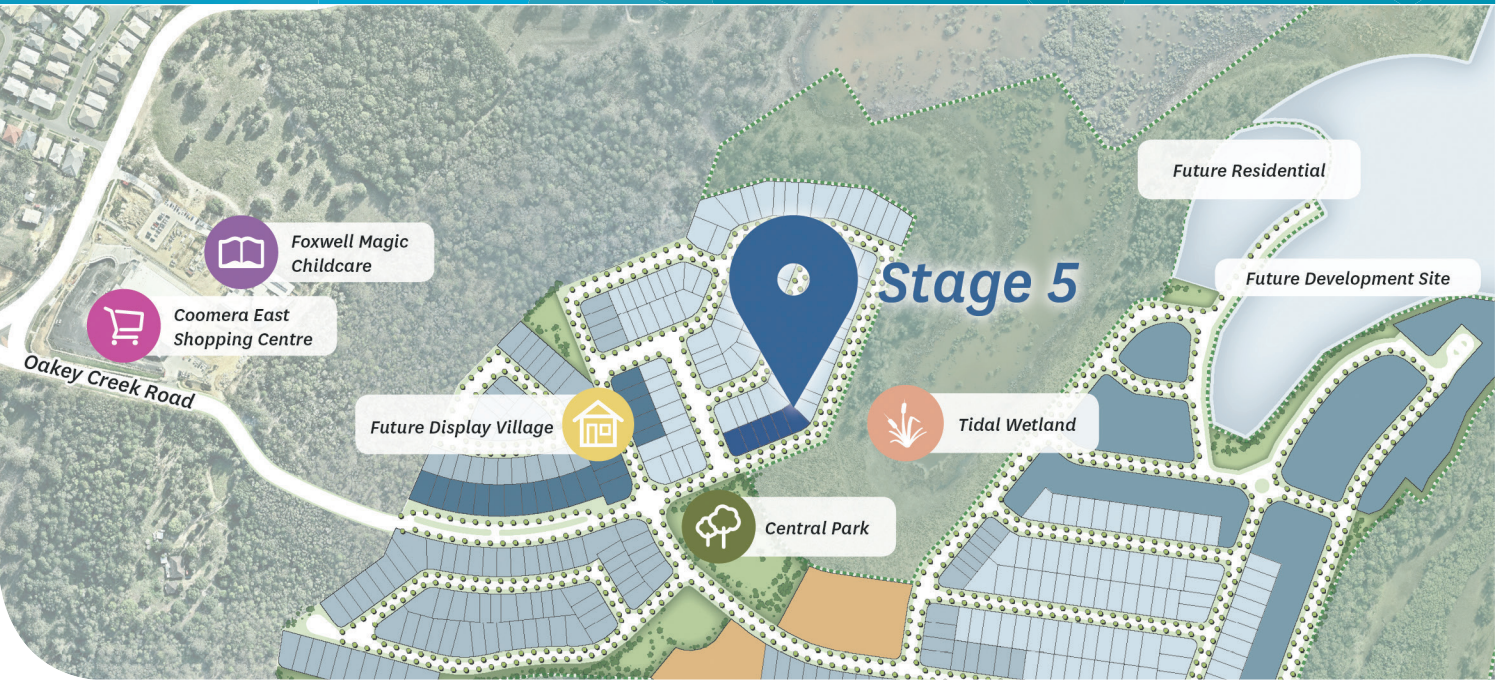 Future Residential
Foxwell Magic
Childcare
Stage 5
Future Development Site
Coomera East
Shopping Centre
Oakey Creek Road
Future Display Village
Tidal Wetland
Central Park